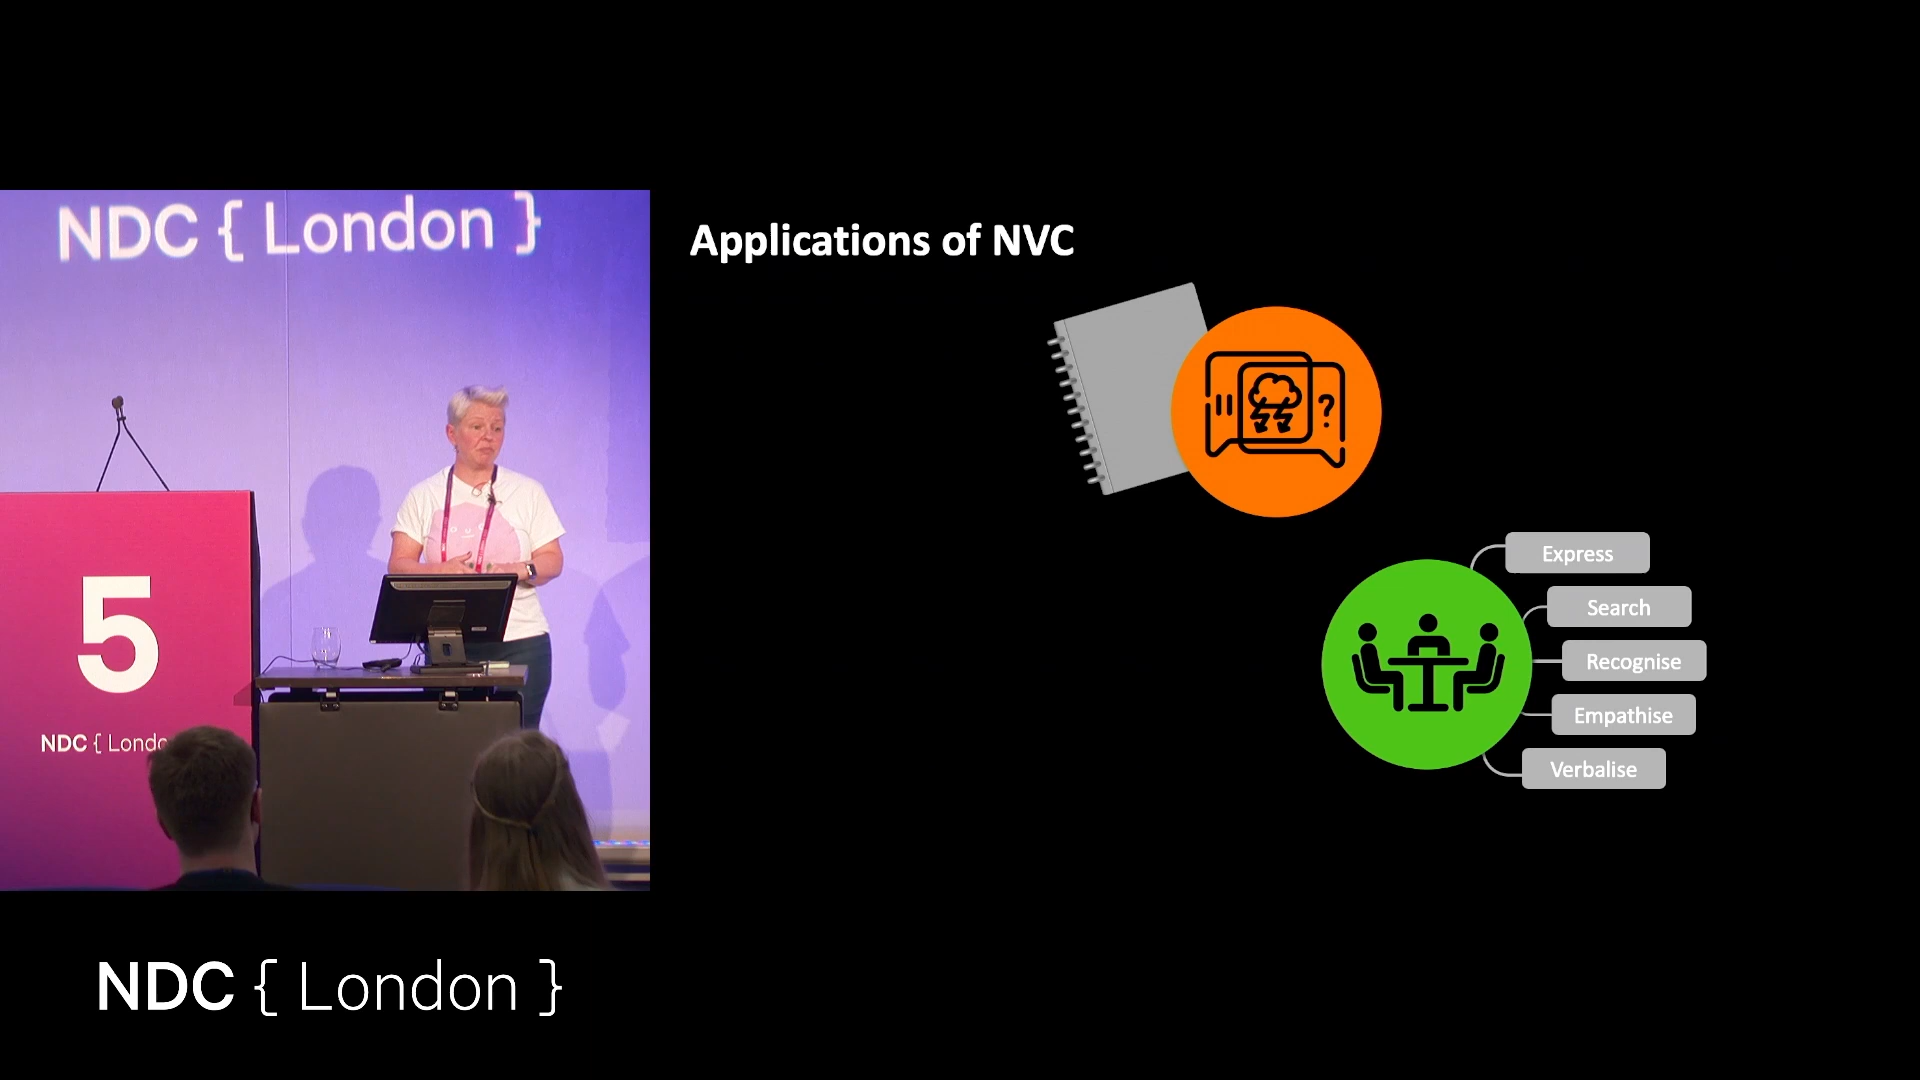 NDC { London }
5
NDC { Londo
Applications of NVC
?
Express
Search
Recognise
Empathise
Verbalise
NDC { London }